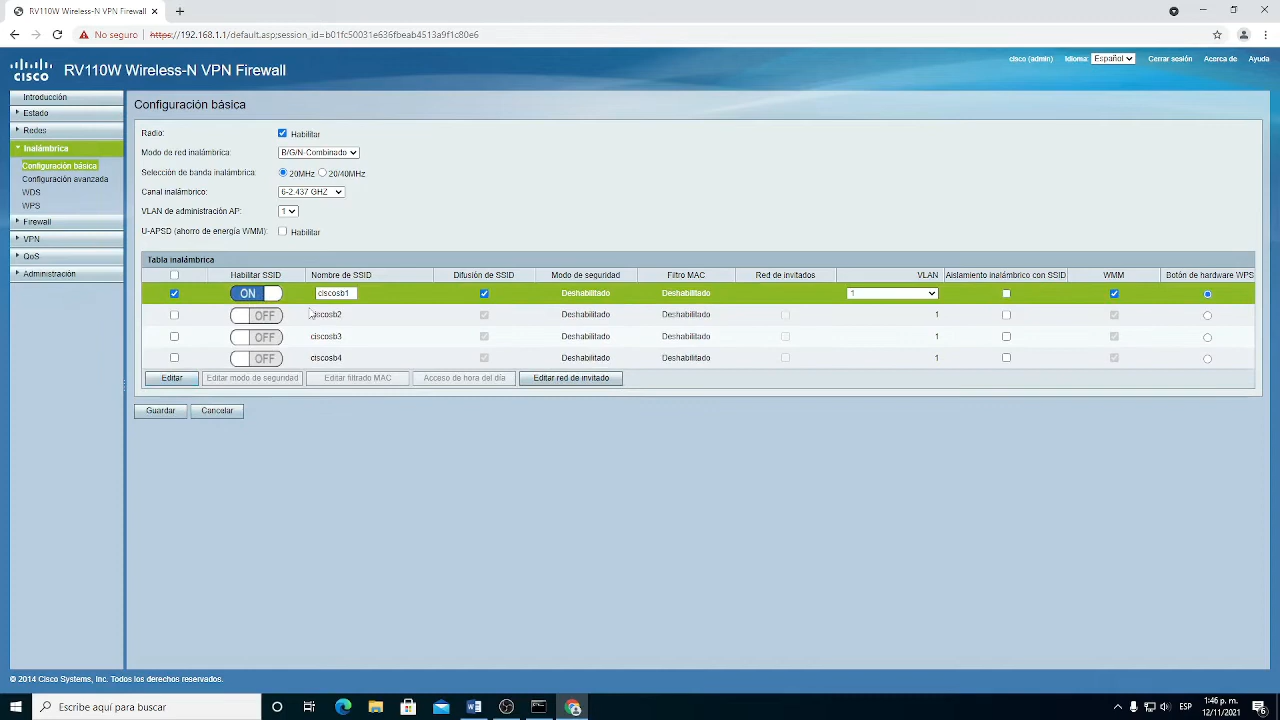 RV110W Wireless-N VPN Firewall
No seguro https://192.168.1.1/default.asp;session_id=b01fc50031e636fbeab4513a9f1c80e6
CISCO RV110W Wireless-N VPN Firewall
cisco (admin) Idioma: Español Cerrar sesión Acerca de Ayuda
Introducción
Estado
Redes
Inalámbrica
Configuración básica
Configuración avanzada
WDS
WPS
Firewall
VPN
QoS
Administración
Configuración básica
Radio: Habilitar
Modo de red inalámbrica: B/G/N-Combinado
Selección de banda inalámbrica: 20MHz 20/40MHz
Canal inalámbrico: 6-2.437 GHZ
VLAN de administración AP: 1
U-APSD (ahorro de energía WMM): Habilitar
Tabla inalámbrica
Habilitar SSID Nombre de SSID Difusión de SSID Modo de seguridad Filtro MAC Red de invitados VLAN Aislamiento inalámbrico con SSID WMM Botón de hardware WPS
ON ciscosb1 Deshabilitado Deshabilitado 1
OFF ciscosb2 Deshabilitado Deshabilitado 1
OFF ciscosb3 Deshabilitado Deshabilitado 1
OFF ciscosb4 Deshabilitado Deshabilitado 1
Editar Editar modo de seguridad Editar filtrado MAC Acceso de hora del día Editar red de invitado
Guardar Cancelar
© 2014 Cisco Systems, Inc. Todos los derechos reservados.
Escribe aquí para buscar
ESP
1:46 p. m.
12/11/2021